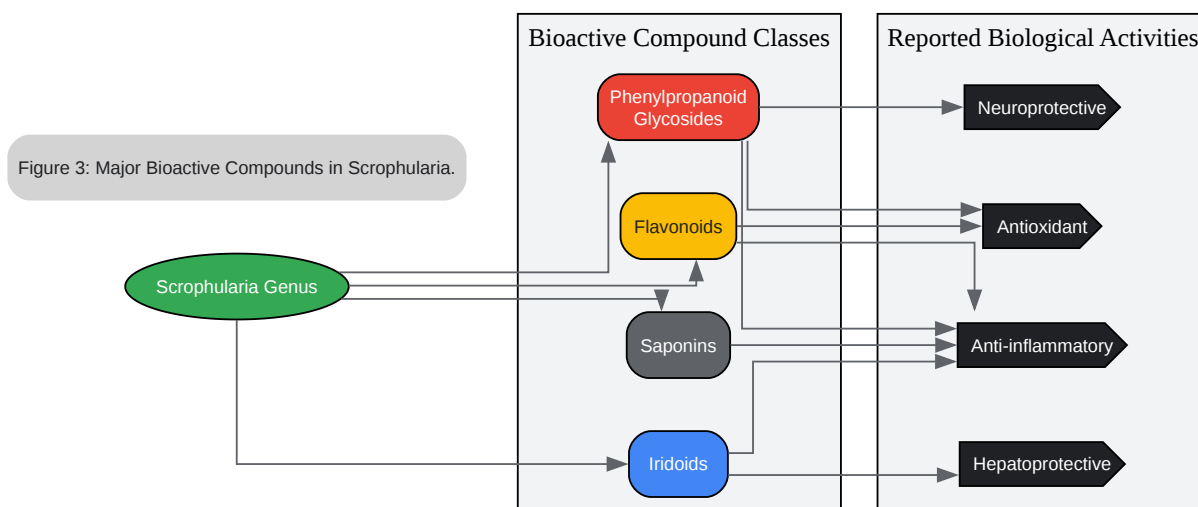 Bioactive Compound Classes
Reported Biological Activities
Phenylpropanoid
Glycosides
Neuroprotective
Figure 3: Major Bioactive Compounds in Scrophularia.
Flavonoids
Antioxidant
Scrophularia Genus
Saponins
Anti-inflammatory
Iridoids
Hepatoprotective